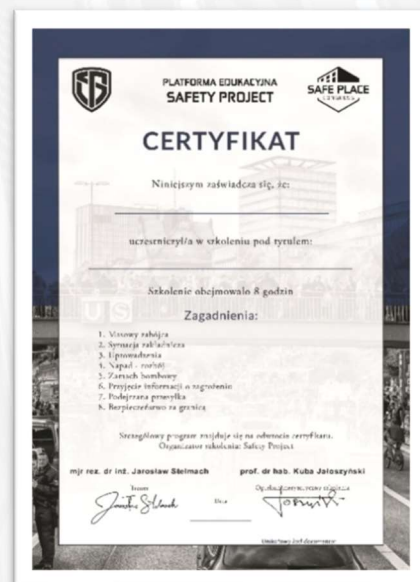 PLATFORMA EDUKACYJNA
SAFETY PROJECT
SAFE PLACE
CERTYFIKAT
Niniejszym zaświadcza się, że:
uczestniczył/a w szkoleniu pod tytułem:
Szkolenie obejmowało 8 godzin
Zagadnienia:
1. Masowy zabójca
2. Sytuacja zakładnicza
3. Uprowadzenia
4. Napad - rozbój
5. Zamach bombowy
6. Przyjęcie informacji o zagrożeniu
7. Podejrzana przesyłka
8. Bezpieczeństwo za granicą
Szczegółowy program znajduje się na odwrocie certyfikatu.
Organizator szkolenia: Safety Project
mjr rez. dr inż. Jarosław Stelmach
prof. dr hab. Kuba Jałoszyński
Trener